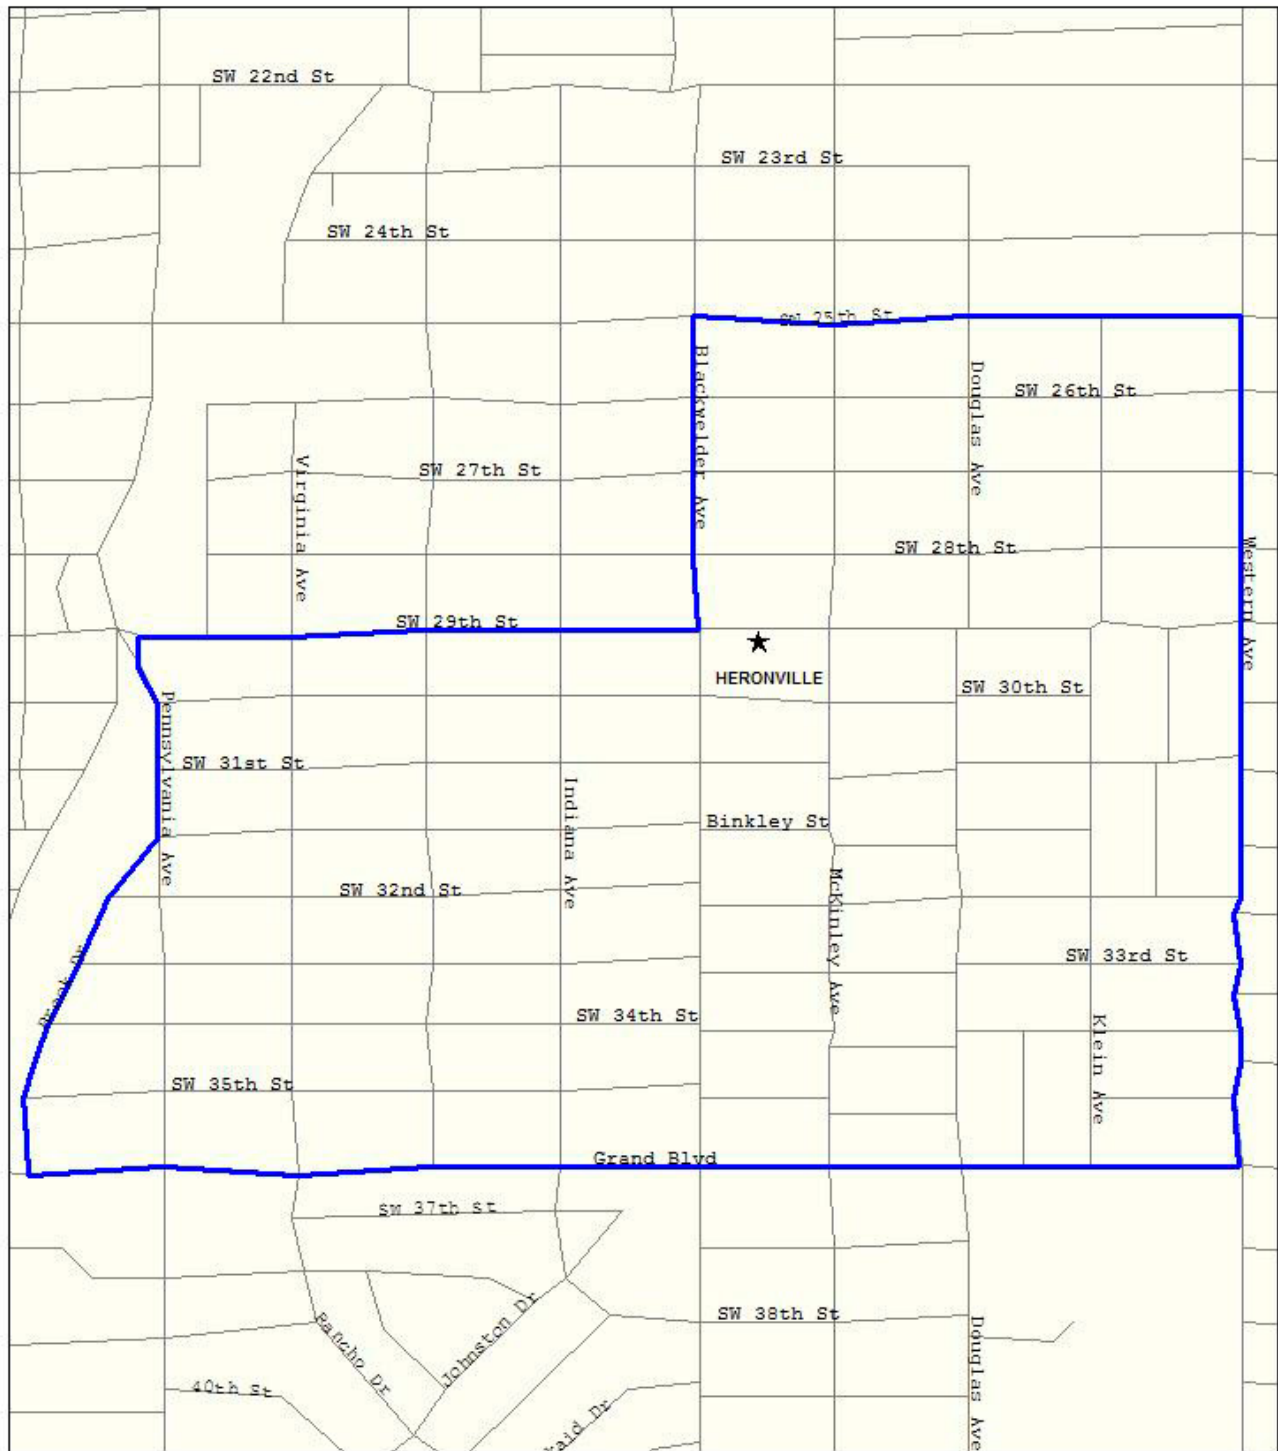 SW 22nd St
SW 23rd St
SW 24th St
SW 25th St
Blackwelder Ave
Douglas Ave
SW 26th St
Virginia Ave
SW 27th St
SW 28th St
Western Ave
SW 29th St
HERONVILLE
SW 30th St
Pennsylvania Ave
SW 31st St
Indiana Ave
Binkley St
McKinley Ave
SW 32nd St
SW 33rd St
SW 34th St
Klein Ave
SW 35th St
Grand Blvd
SW 37th St
SW 38th St
Rancho Dr
Johnston Dr
Douglas Ave
40th St
Dr